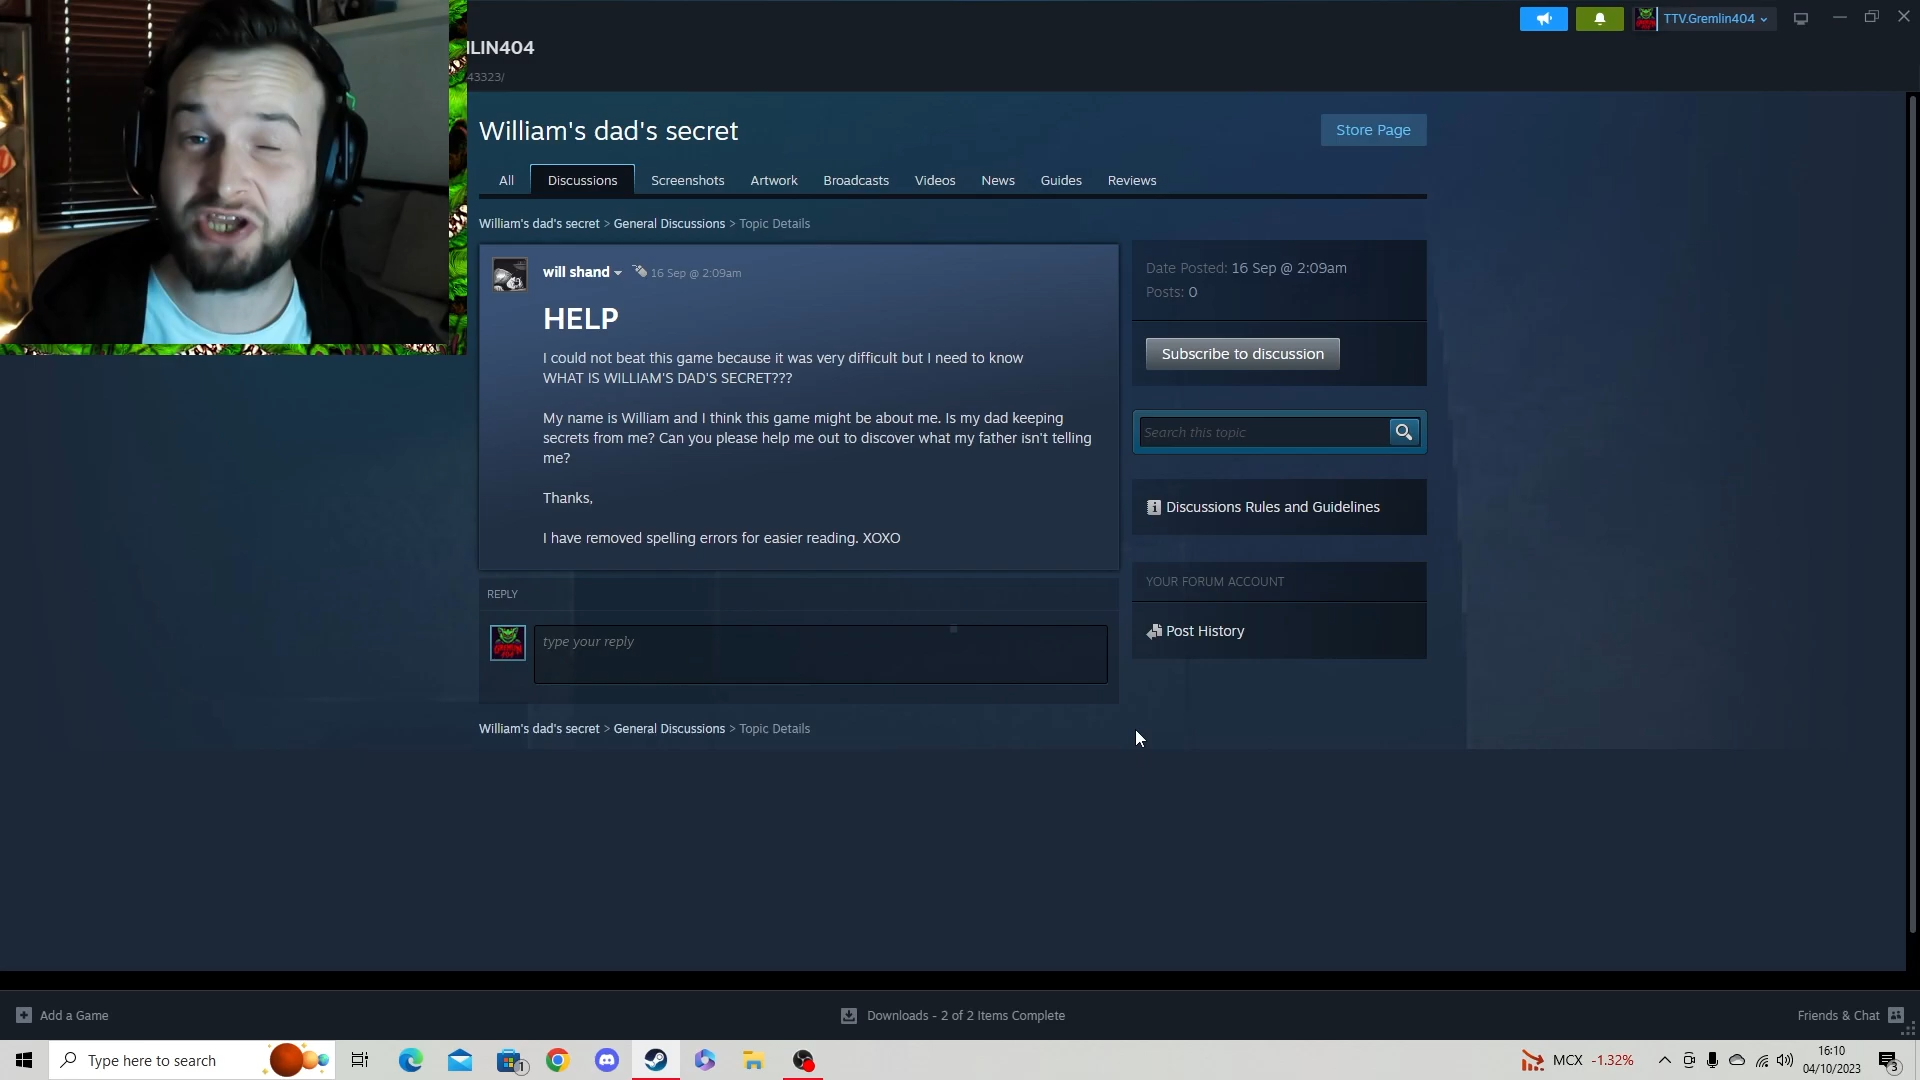 TTV.Gremlin404
LIN404
43323/
William's dad's secret
Store Page
All
Discussions
Screenshots
Artwork
Broadcasts
Videos
News
Guides
Reviews
William's dad's secret > General Discussions > Topic Details
will shand
16 Sep @ 2:09am
HELP
I could not beat this game because it was very difficult but I need to know
WHAT IS WILLIAM'S DAD'S SECRET???
My name is William and I think this game might be about me. Is my dad keeping
secrets from me? Can you please help me out to discover what my father isn't telling
me?
Thanks,
I have removed spelling errors for easier reading. XOXO
Date Posted: 16 Sep @ 2:09am
Posts: 0
Subscribe to discussion
Search this topic
Discussions Rules and Guidelines
YOUR FORUM ACCOUNT
Post History
REPLY
type your reply
William's dad's secret > General Discussions > Topic Details
Add a Game
Downloads - 2 of 2 Items Complete
Friends & Chat
Type here to search
1
MCX -1.32%
16:10
04/10/2023
3